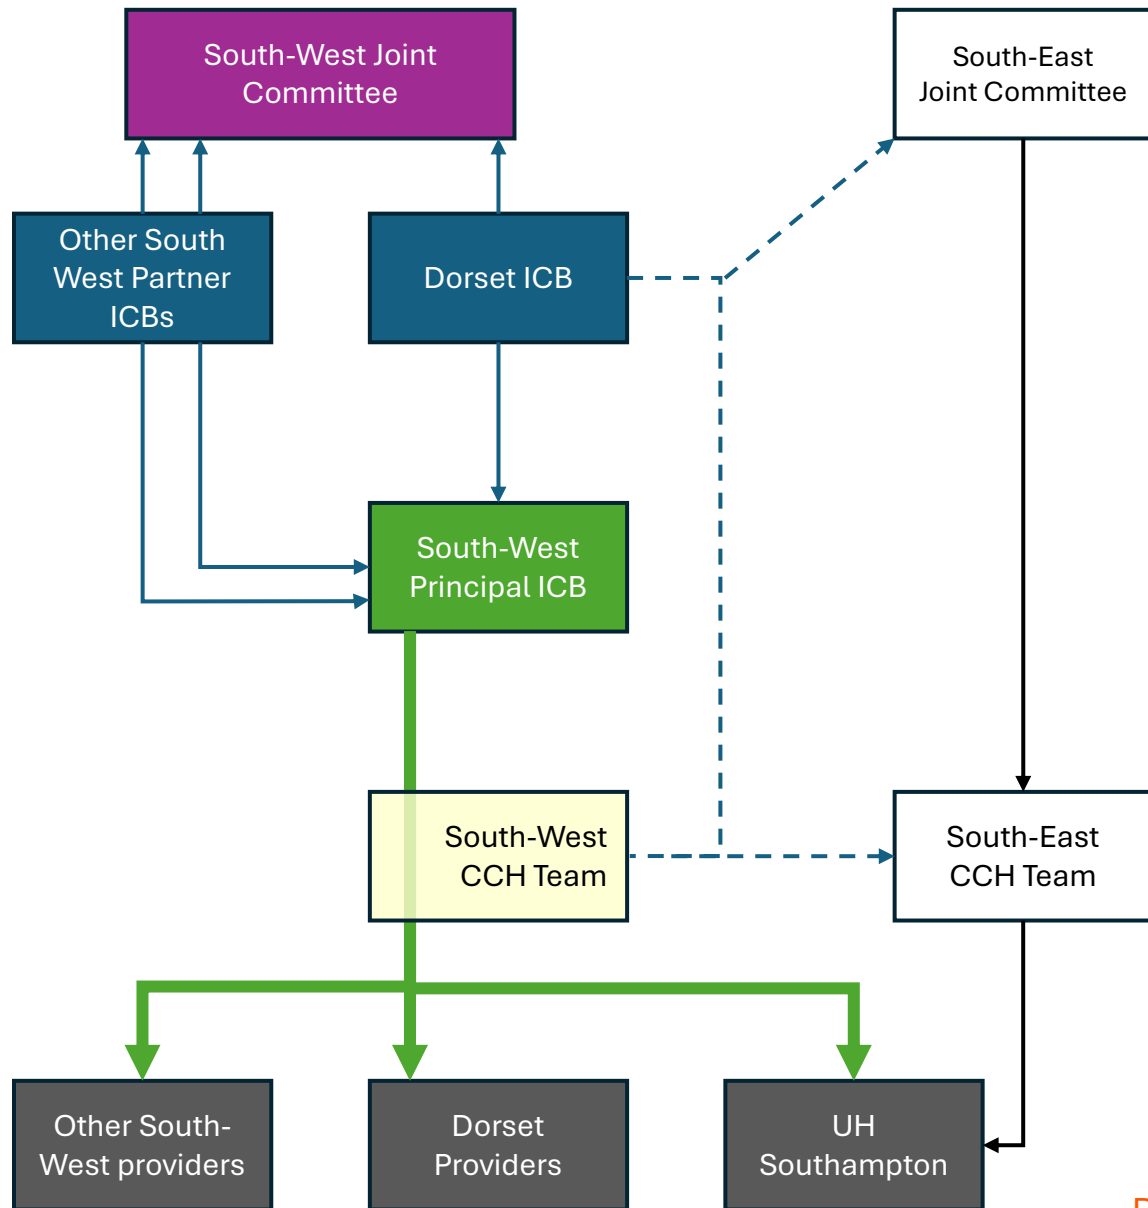 South-West Joint
Committee
South-East
Joint Committee
Other South
West Partner
ICBs
Dorset ICB
South-West
Principal ICB
South-West
CCH Team
South-East
CCH Team
Other South-
West providers
Dorset
Providers
UH
Southampton